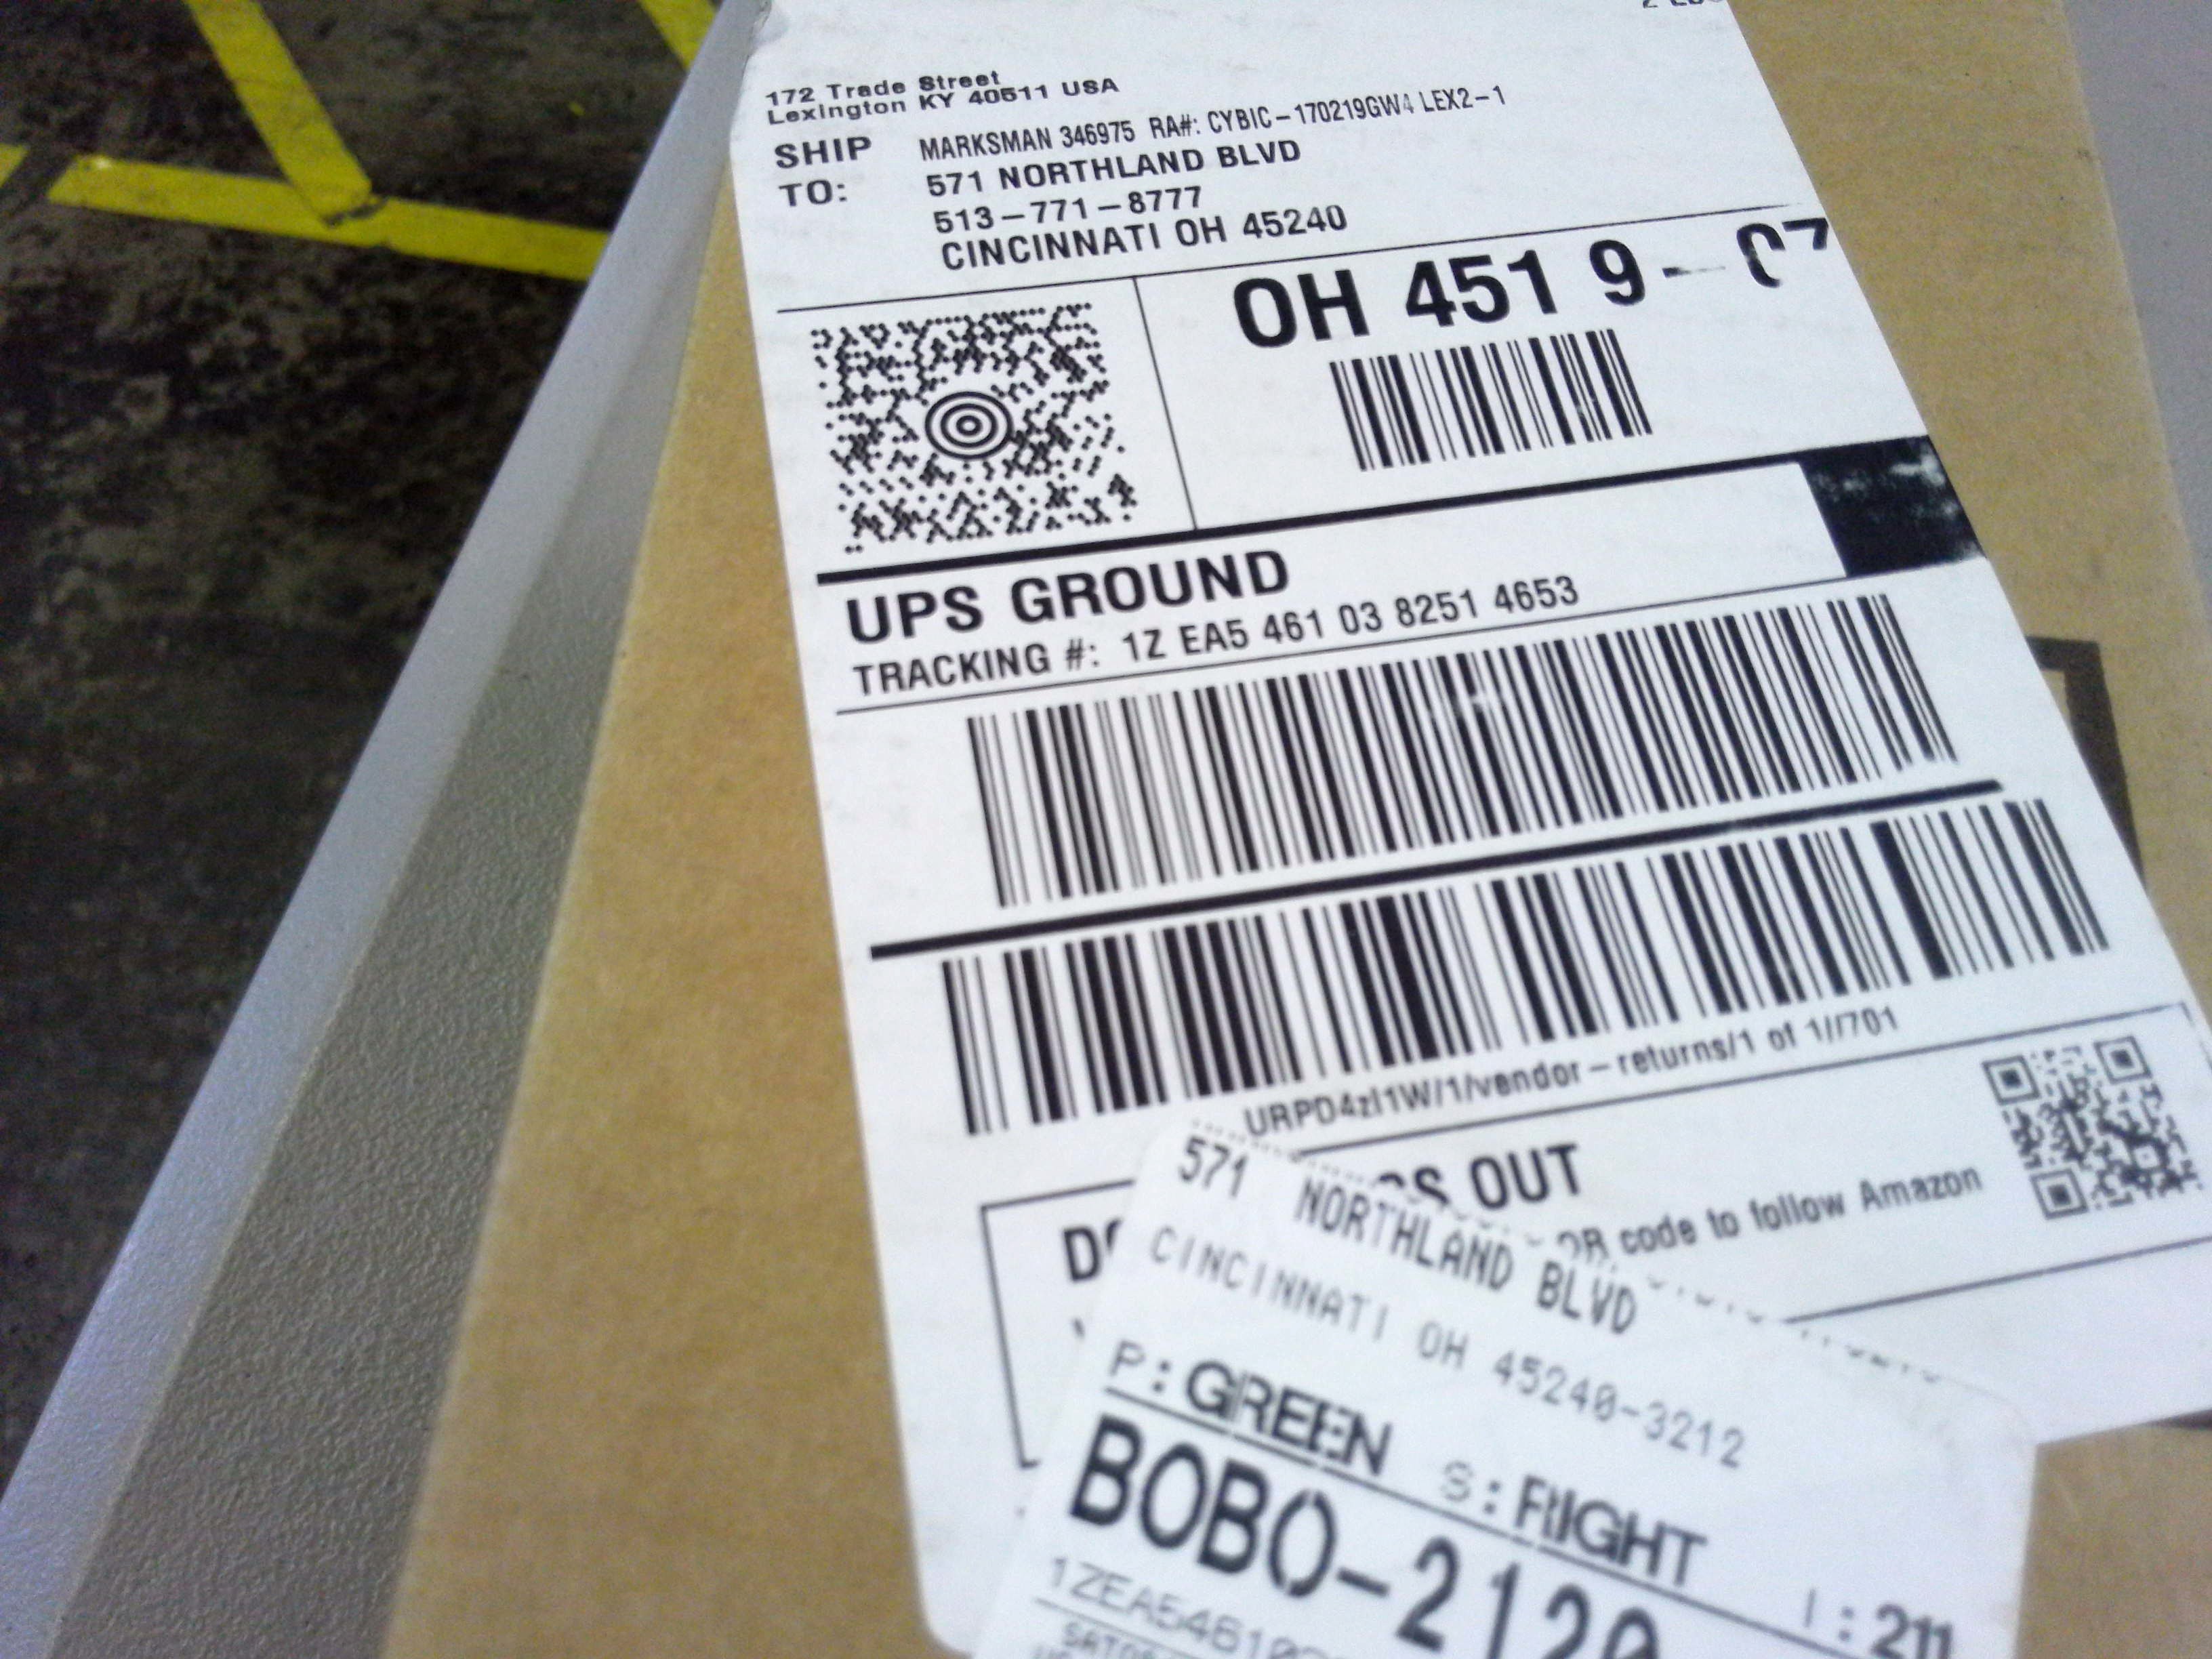 172 Trade Street
Lexington KY 40511 USA
SHIP TO:
MARKSMAN 346975 RA#: CYBIC-170219GW4 LEX2-1
571 NORTHLAND BLVD
513-771-8777
CINCINNATI OH 45240
OH 451 9-07
UPS GROUND
TRACKING #: 1Z EA5 461 03 8251 4653
URPD4zI1W/1/vendor-returns/1 of 1//701
OUT
QR code to follow Amazon
571 NORTHLAND BLVD
CINCINNATI OH 45240-3212
P:GREEN S:RIGHT I:211
BOBO-2120